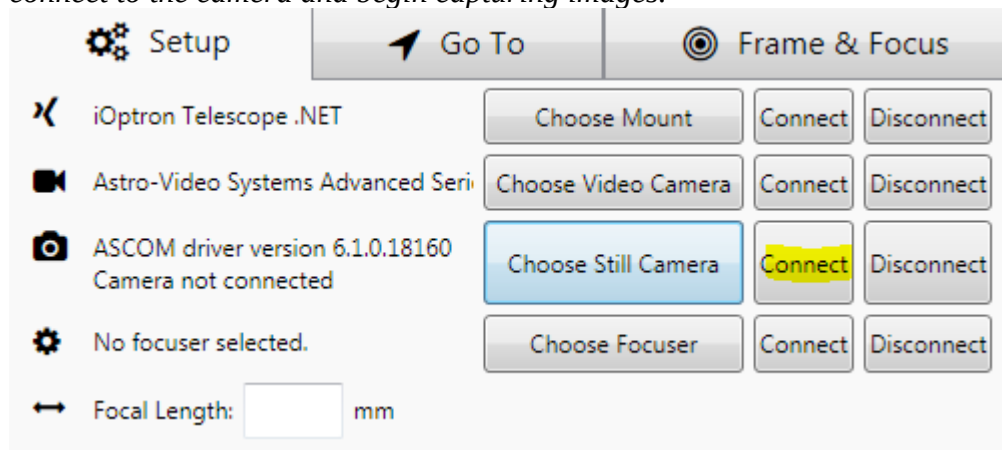 connect to the camera and begin capturing images.
Setup Go To Frame & Focus
iOptron Telescope .NET Choose Mount Connect Disconnect
Astro-Video Systems Advanced Seri Choose Video Camera Connect Disconnect
ASCOM driver version 6.1.0.18160
Camera not connected Choose Still Camera Connect Disconnect
No focuser selected. Choose Focuser Connect Disconnect
Focal Length: mm